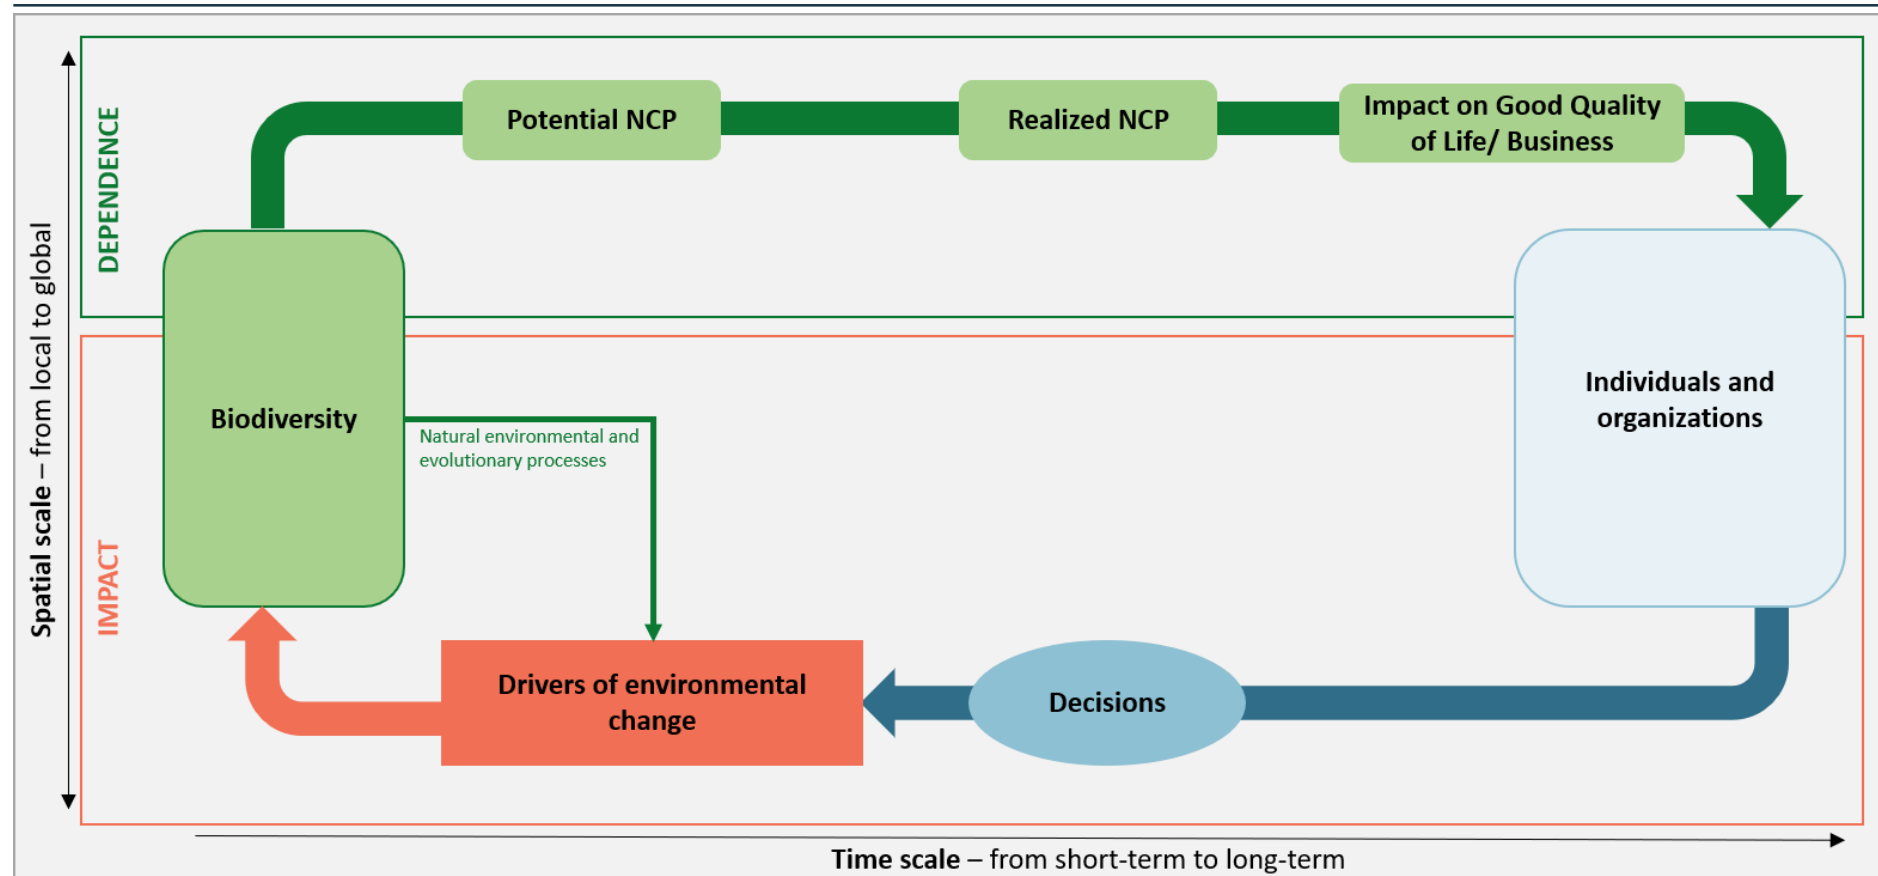 Spatial scale – from local to global
DEPENDENCE
Potential NCP
Realized NCP
Impact on Good Quality
of Life/ Business
Biodiversity
Individuals and
organizations
Natural environmental and
evolutionary processes
IMPACT
Drivers of environmental
change
Decisions
Time scale – from short-term to long-term